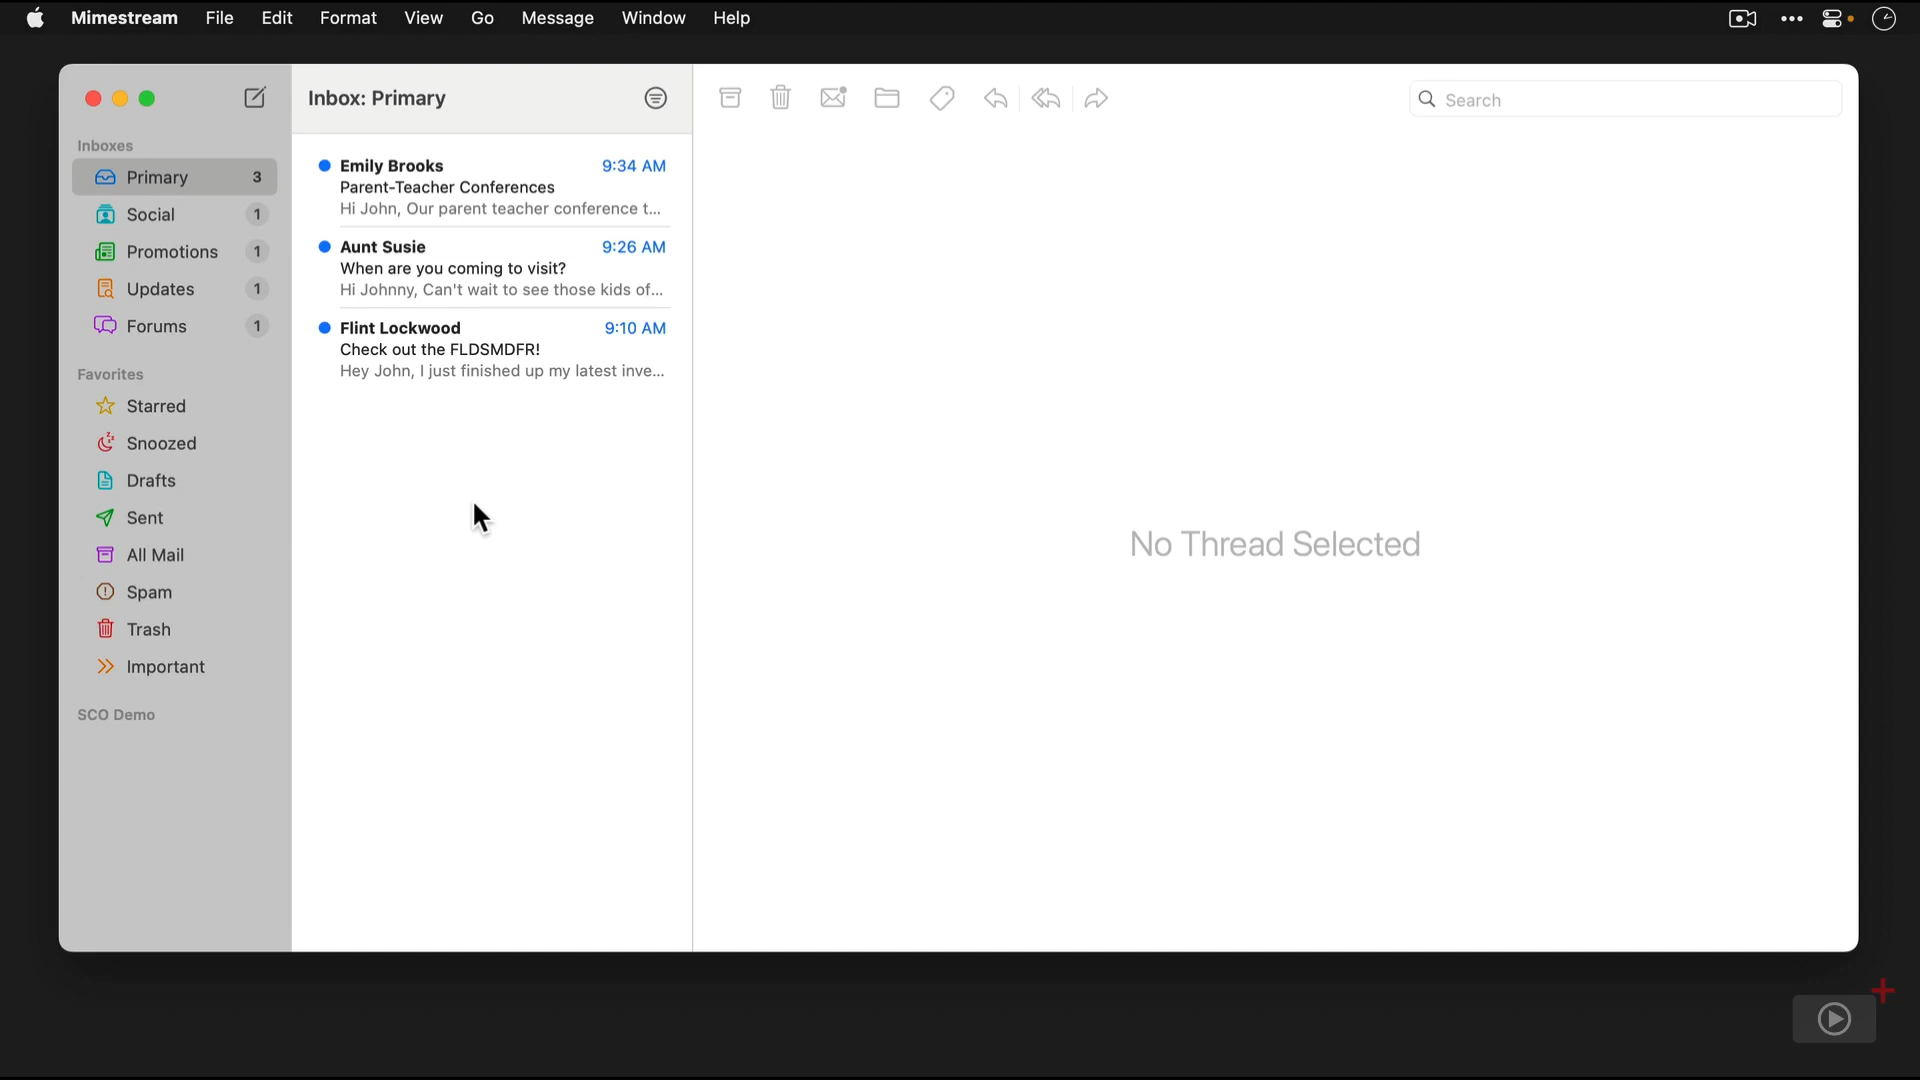 Mimestream File Edit Format View Go Message Window Help
Inbox: Primary
Search
Inboxes
Primary 3
Social 1
Promotions 1
Updates 1
Forums 1
Favorites
Starred
Snoozed
Drafts
Sent
All Mail
Spam
Trash
Important
SCO Demo
Emily Brooks 9:34 AM
Parent-Teacher Conferences
Hi John, Our parent teacher conference t...
Aunt Susie 9:26 AM
When are you coming to visit?
Hi Johnny, Can't wait to see those kids of...
Flint Lockwood 9:10 AM
Check out the FLDSMDFR!
Hey John, I just finished up my latest inve...
No Thread Selected